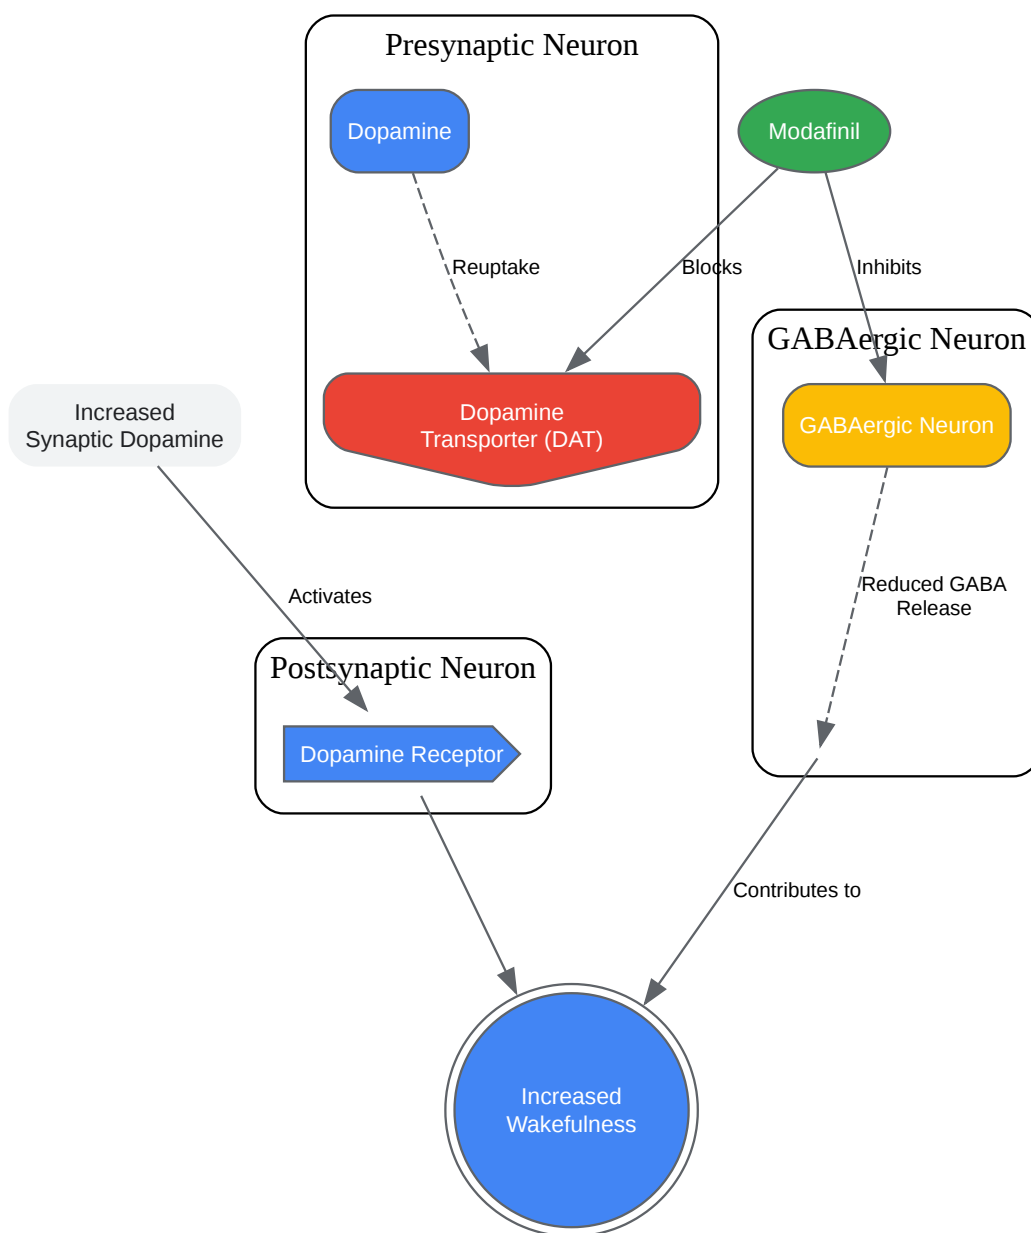 Presynaptic Neuron
Dopamine
Modafinil
Reuptake
Blocks
Inhibits
GABAergic Neuron
Increased
Synaptic Dopamine
Dopamine
Transporter (DAT)
GABAergic Neuron
Activates
Reduced GABA
Release
Postsynaptic Neuron
Dopamine Receptor
Contributes to
Increased
Wakefulness